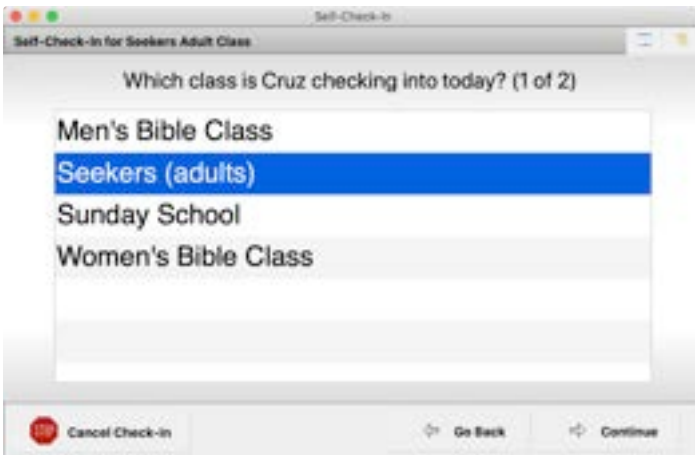 Self-Check-In
Self-Check-In for Seekers Adult Class
Which class is Cruz checking into today? (1 of 2)
Men's Bible Class
Seekers (adults)
Sunday School
Women's Bible Class
STOP Cancel Check-In Go Back Continue